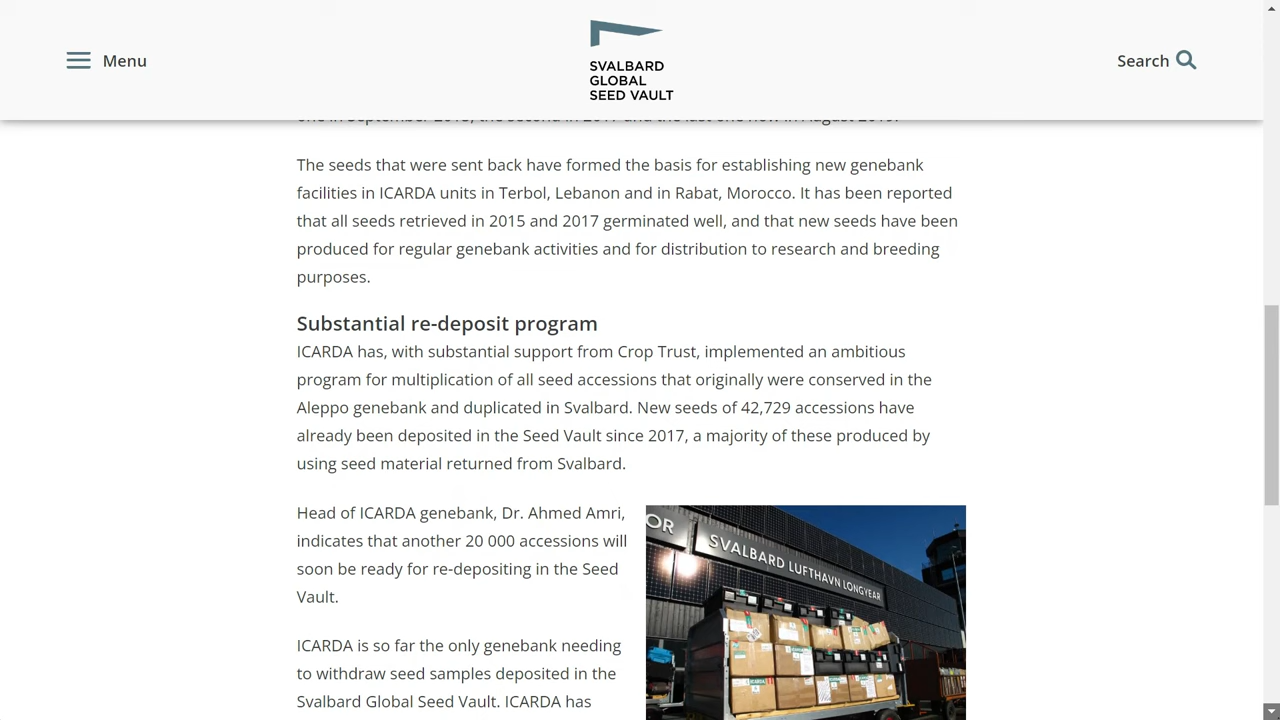 Menu
SVALBARD
GLOBAL
SEED VAULT
Search
The seeds that were sent back have formed the basis for establishing new genebank
facilities in ICARDA units in Terbol, Lebanon and in Rabat, Morocco. It has been reported
that all seeds retrieved in 2015 and 2017 germinated well, and that new seeds have been
produced for regular genebank activities and for distribution to research and breeding
purposes.
Substantial re-deposit program
ICARDA has, with substantial support from Crop Trust, implemented an ambitious
program for multiplication of all seed accessions that originally were conserved in the
Aleppo genebank and duplicated in Svalbard. New seeds of 42,729 accessions have
already been deposited in the Seed Vault since 2017, a majority of these produced by
using seed material returned from Svalbard.
Head of ICARDA genebank, Dr. Ahmed Amri,
indicates that another 20 000 accessions will
soon be ready for re-depositing in the Seed
Vault.
ICARDA is so far the only genebank needing
to withdraw seed samples deposited in the
Svalbard Global Seed Vault. ICARDA has
OR
SVALBARD LUFTHAVN LONGYEAR